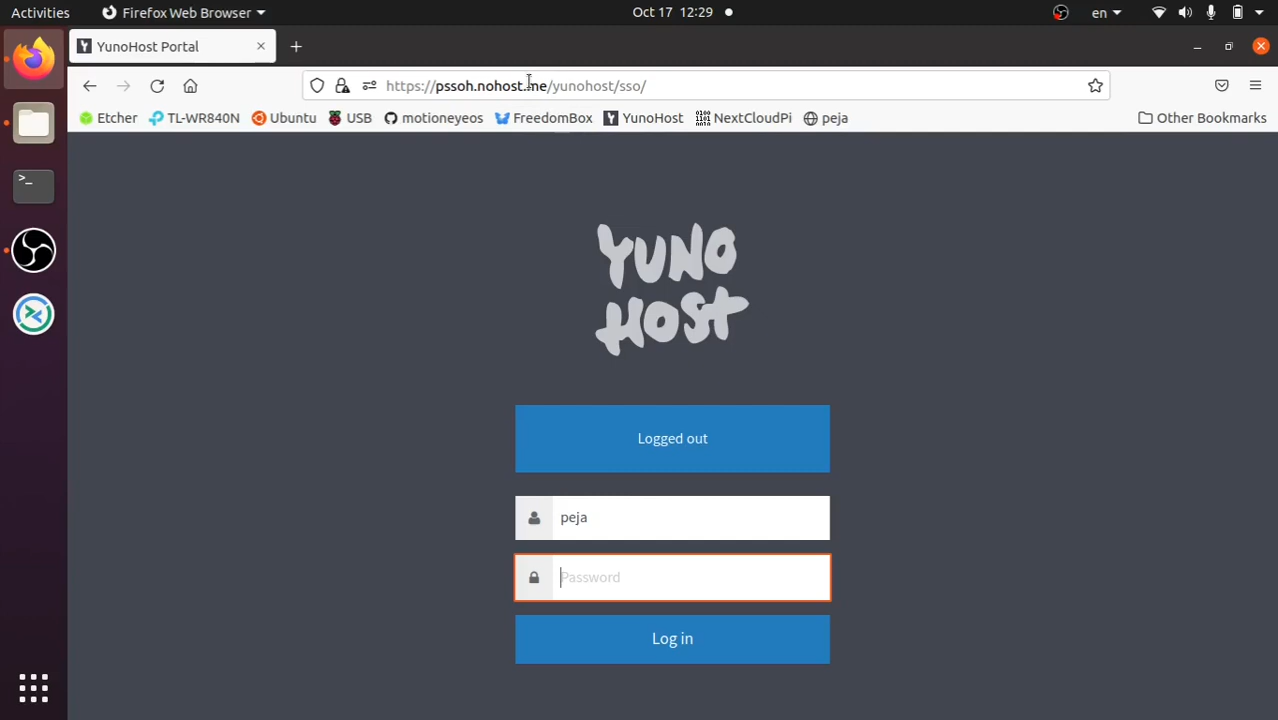 Activities Firefox Web Browser Oct 17 12:29 en
YunoHost Portal
https://pssoh.nohost.me/yunohost/sso/
Etcher TL-WR840N Ubuntu USB motioneyeos FreedomBox YunoHost NextCloudPi peja Other Bookmarks
YUNO
HOST
Logged out
peja
Password
Log in